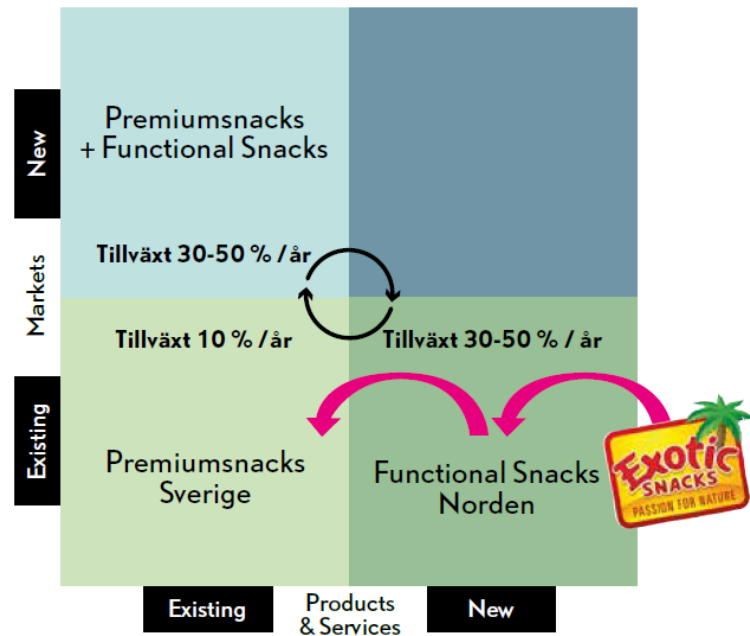 New
Markets
Existing
Premiumsnacks
+ Functional Snacks
Tillväxt 30-50 % / år
Tillväxt 10 % / år
Tillväxt 30-50 % / år
Premiumsnacks
Sverige
Functional Snacks
Norden
Exotic
SNACKS
PASSION FOR NATURE
Existing
Products
& Services
New